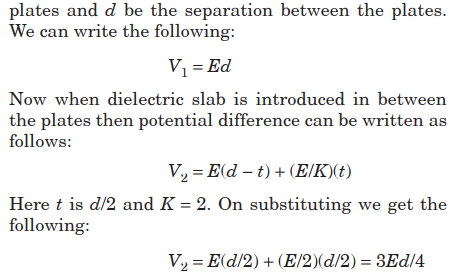 plates and d be the separation between the plates.
We can write the following:
V₁ = Ed
Now when dielectric slab is introduced in between
the plates then potential difference can be written as
follows:
V₂ = E(d – t) + (E/K)(t)
Here t is d/2 and K = 2. On substituting we get the
following:
V₂ = E(d/2) + (E/2)(d/2) = 3Ed/4